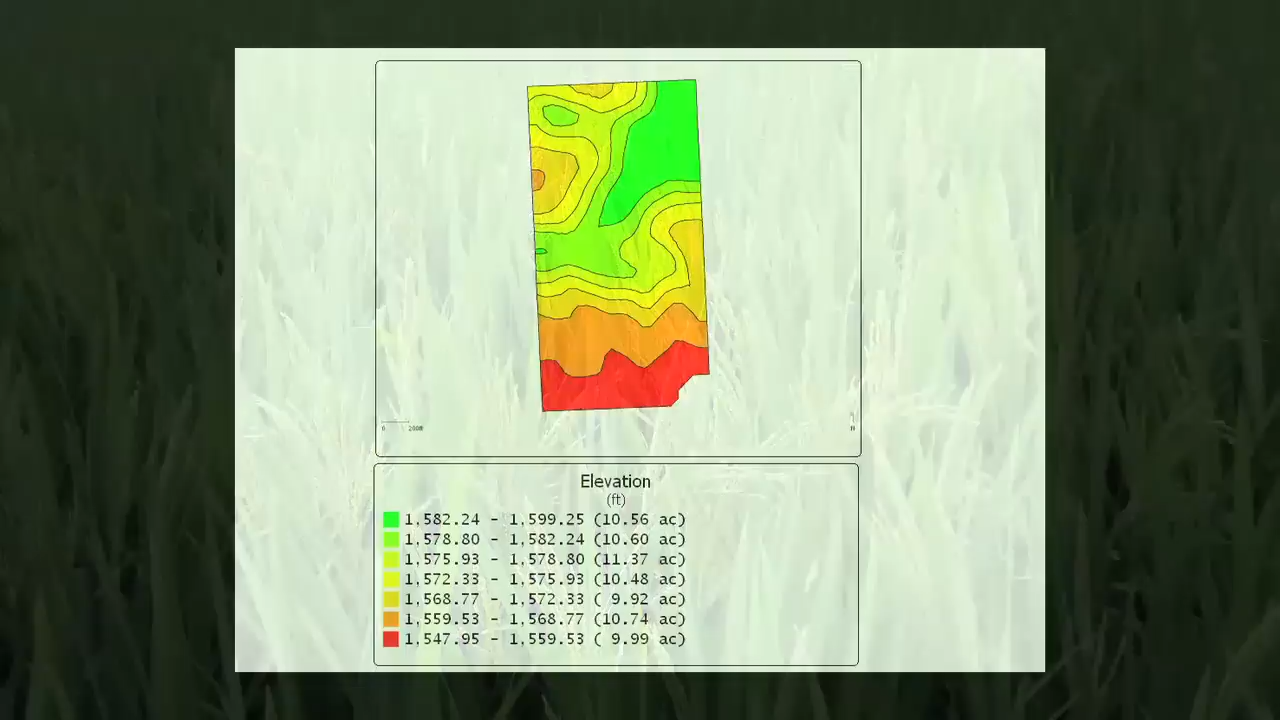 0 200m
N
Elevation
(ft)
1,582.24 - 1,599.25 (10.56 ac)
1,578.80 - 1,582.24 (10.60 ac)
1,575.93 - 1,578.80 (11.37 ac)
1,572.33 - 1,575.93 (10.48 ac)
1,568.77 - 1,572.33 ( 9.92 ac)
1,559.53 - 1,568.77 (10.74 ac)
1,547.95 - 1,559.53 ( 9.99 ac)